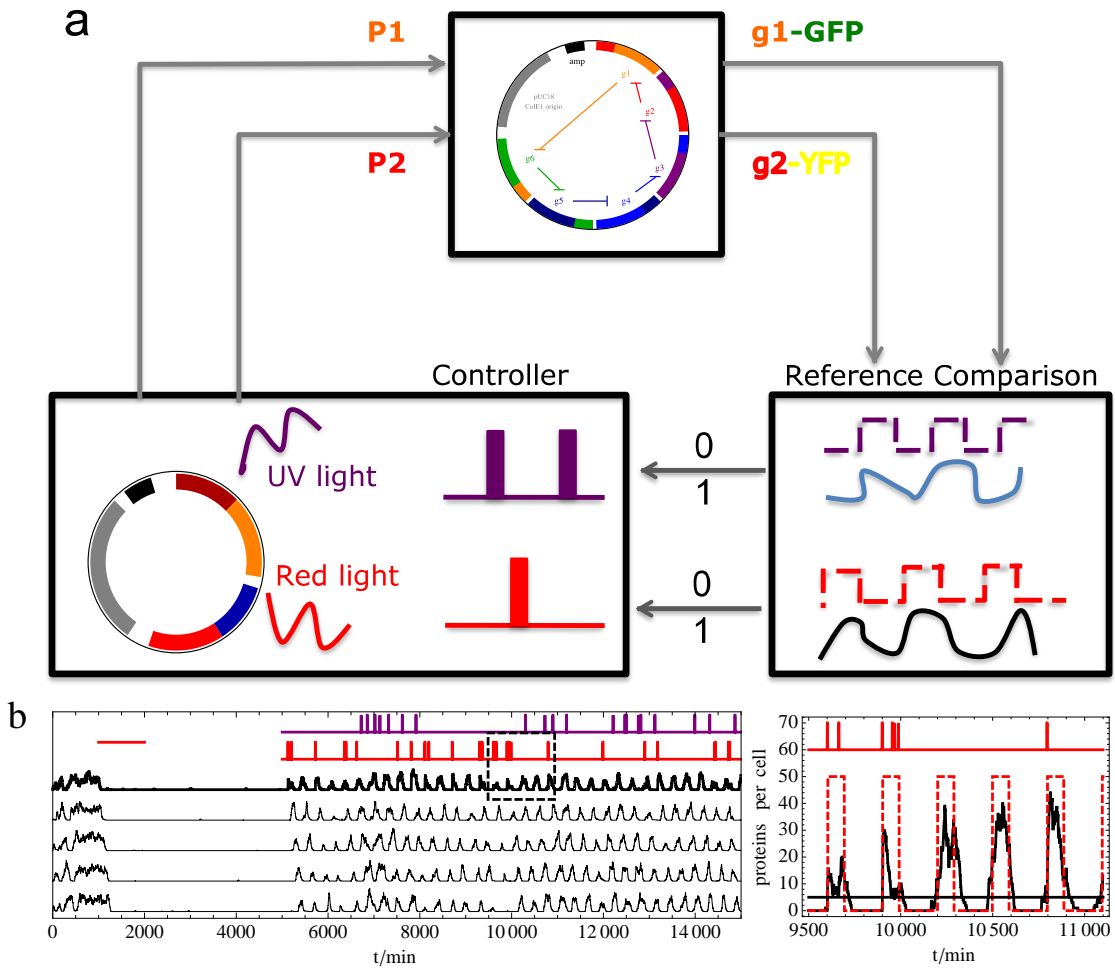 a
P1
g1-GFP
P2
g2-YFP
amp
pUC18
ColE1 origin
g1
g2
g3
g4
g5
g6
Controller
Reference Comparison
UV light
Red light
0
1
0
1
b
0 2000 4000 6000 8000 10 000 12 000 14 000
t/min
proteins per cell
70
60
50
40
30
20
10
0
9500 10 000 10 500 11 000
t/min